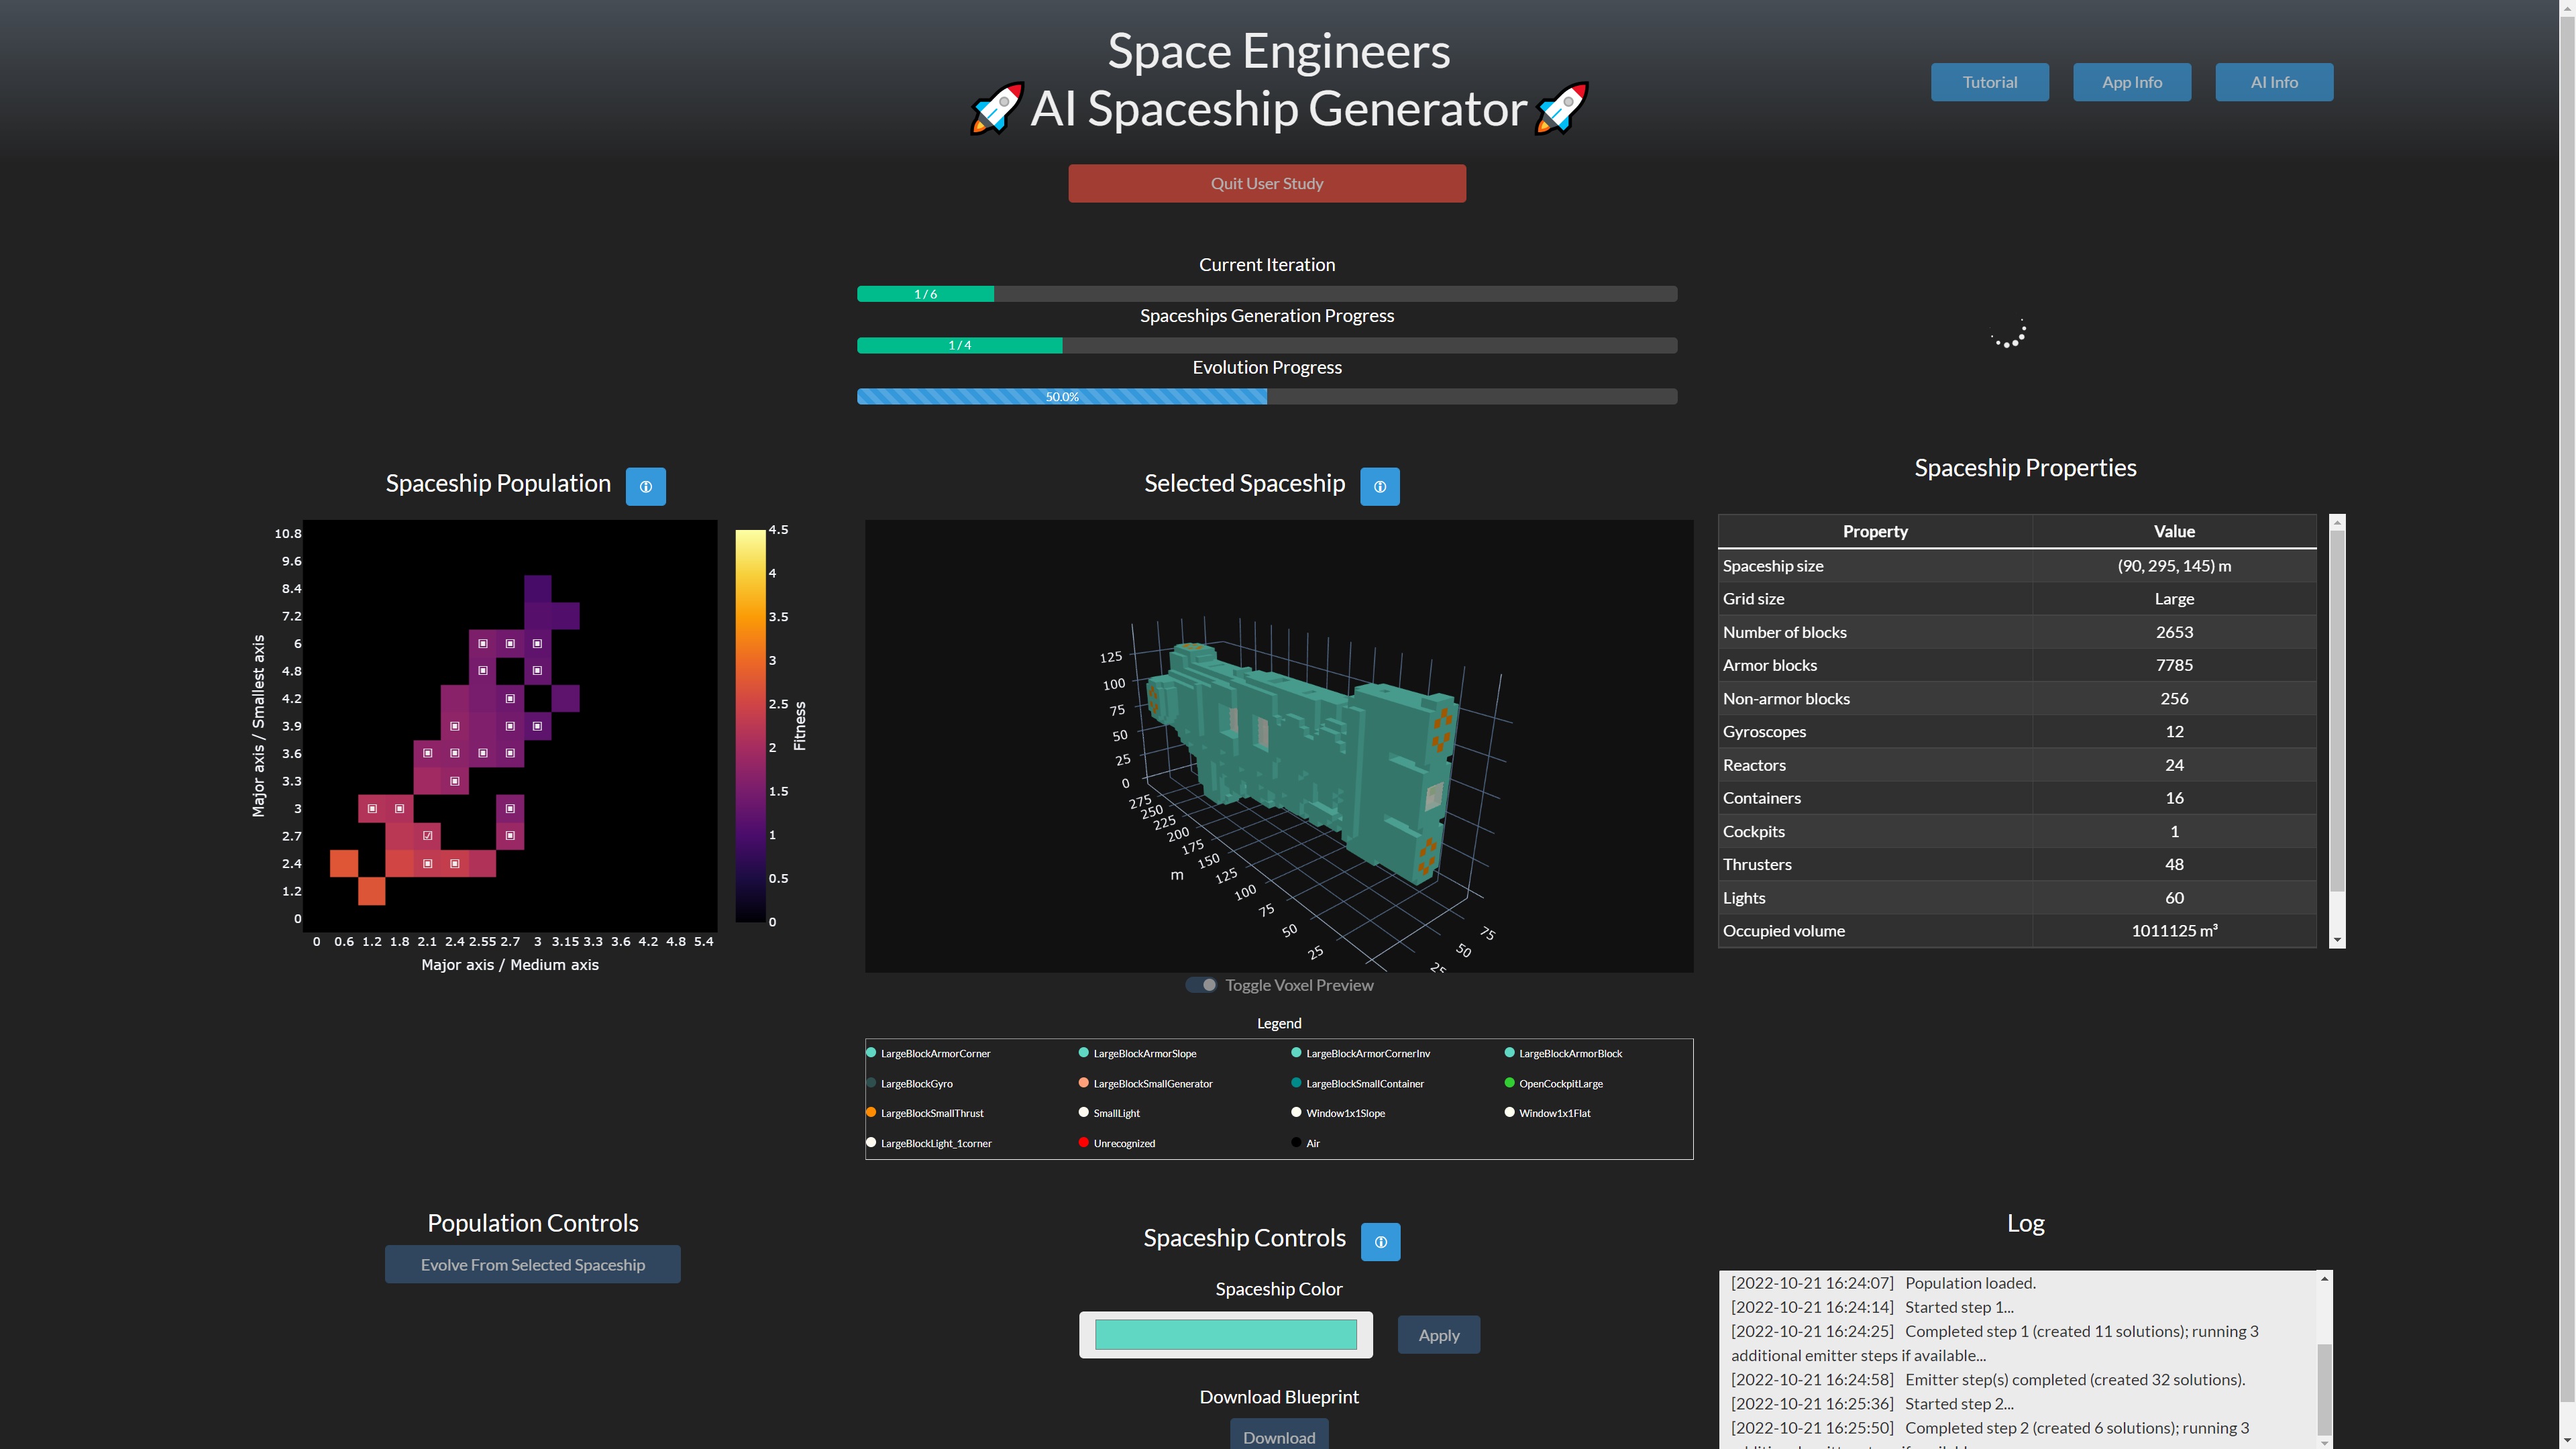 Space Engineers
🚀AI Spaceship Generator🚀
Tutorial
App Info
AI Info
Quit User Study
Current Iteration
1 / 6
Spaceships Generation Progress
1 / 4
Evolution Progress
50.0%
Spaceship Population
10.8
9.6
8.4
7.2
6
4.8
4.2
3.9
3.6
3.3
3
2.7
2.4
1.2
0
Major axis / Smallest axis
0 0.6 1.2 1.8 2.1 2.4 2.55 2.7 3 3.15 3.3 3.6 4.2 4.8 5.4
Major axis / Medium axis
4.5
4
3.5
3
2.5
2
1.5
1
0.5
0
Fitness
Selected Spaceship
125
100
75
50
25
0
275
250
225
200
175
150
125
100
75
50
25
m
75
50
25
Toggle Voxel Preview
Legend
LargeBlockArmorCorner LargeBlockArmorSlope LargeBlockArmorCornerInv LargeBlockArmorBlock
LargeBlockGyro LargeBlockSmallGenerator LargeBlockSmallContainer OpenCockpitLarge
LargeBlockSmallThrust SmallLight Window1x1Slope Window1x1Flat
LargeBlockLight_1corner Unrecognized Air
Spaceship Properties
Property Value
Spaceship size (90, 295, 145) m
Grid size Large
Number of blocks 2653
Armor blocks 7785
Non-armor blocks 256
Gyroscopes 12
Reactors 24
Containers 16
Cockpits 1
Thrusters 48
Lights 60
Occupied volume 1011125 m³
Population Controls
Evolve From Selected Spaceship
Spaceship Controls
Spaceship Color
Apply
Download Blueprint
Download
Log
[2022-10-21 16:24:07] Population loaded.
[2022-10-21 16:24:14] Started step 1...
[2022-10-21 16:24:25] Completed step 1 (created 11 solutions); running 3
additional emitter steps if available...
[2022-10-21 16:24:58] Emitter step(s) completed (created 32 solutions).
[2022-10-21 16:25:36] Started step 2...
[2022-10-21 16:25:50] Completed step 2 (created 6 solutions); running 3